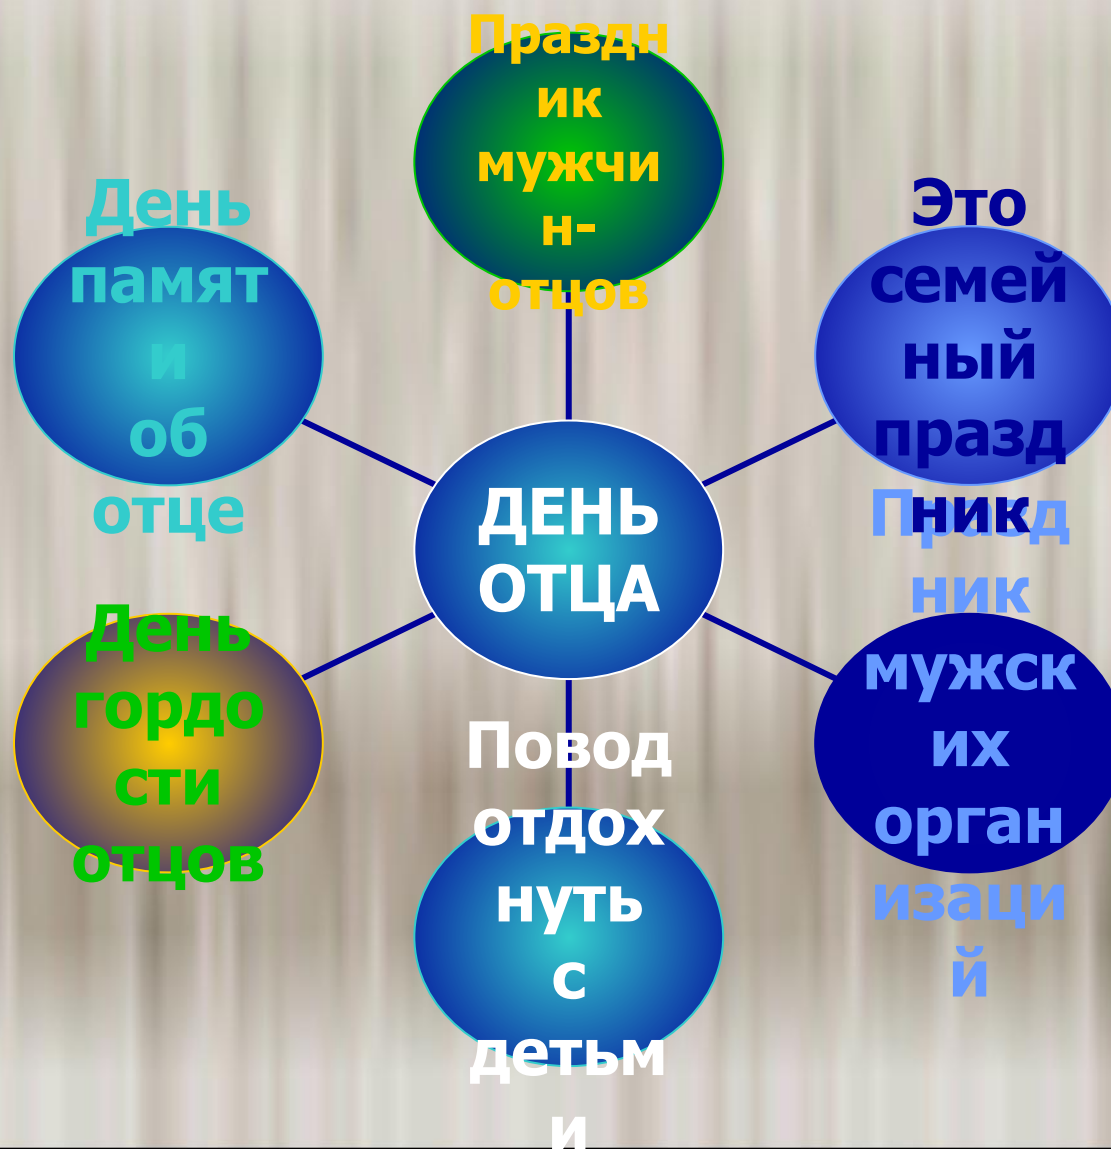 Праздн
ик
мужчи
н-
отцов
День
памят
и
об
отце
Это
семей
ный
празд
ник
ДЕНЬ
ОТЦА
День
гордо
сти
отцов
Празд
ник
мужск
их
орган
изаци
й
Повод
отдох
нуть
с
детьм
и